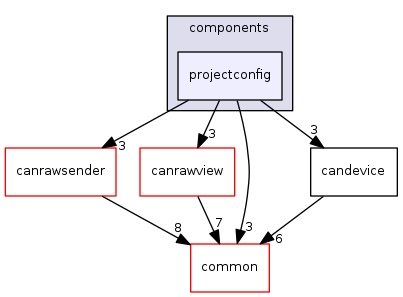 components
projectconfig
3
3
3
canrawsender
canrawview
candevice
8
7
3
6
common